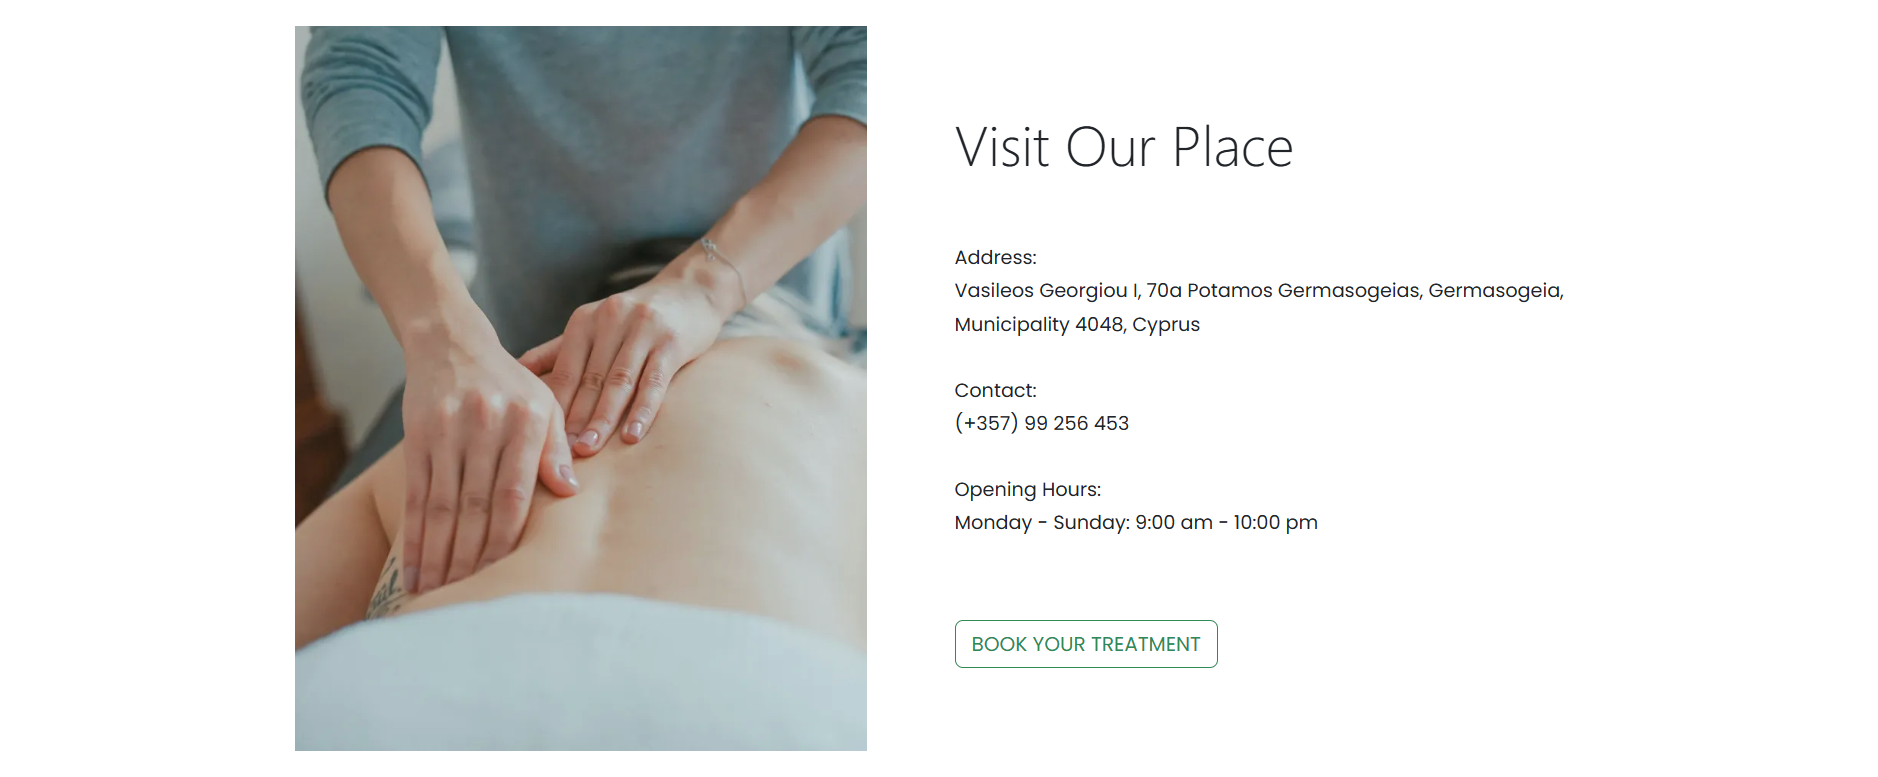 Visit Our Place
Address:
Vasileos Georgiou I, 70a Potamos Germasogeias, Germasogeia,
Municipality 4048, Cyprus
Contact:
(+357) 99 256 453
Opening Hours:
Monday - Sunday: 9:00 am - 10:00 pm
BOOK YOUR TREATMENT